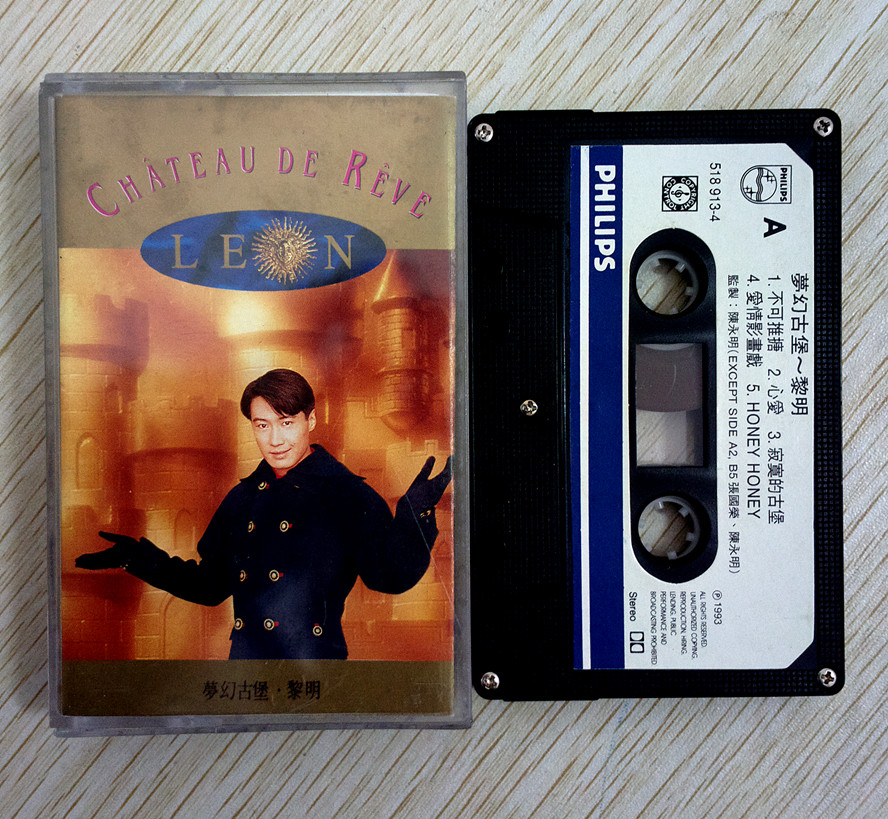 CHÂTEAU DE RÊVE
LEON
夢幻古堡·黎明
PHILIPS
PHILIPS
518 913-4
A
夢幻古堡～黎明
1. 不可推搪 2. 心愛 3. 寂寞的古堡
4. 愛情影畫戲 5. HONEY HONEY
監製：陳永明(EXCEPT SIDE A2, B5 張國榮、陳永明)
Ⓟ 1993
ALL RIGHTS RESERVED.
UNAUTHORIZED COPYING,
REPRODUCTION, HIRING,
LENDING, PUBLIC
PERFORMANCE AND
BROADCASTING PROHIBITED.
Stereo